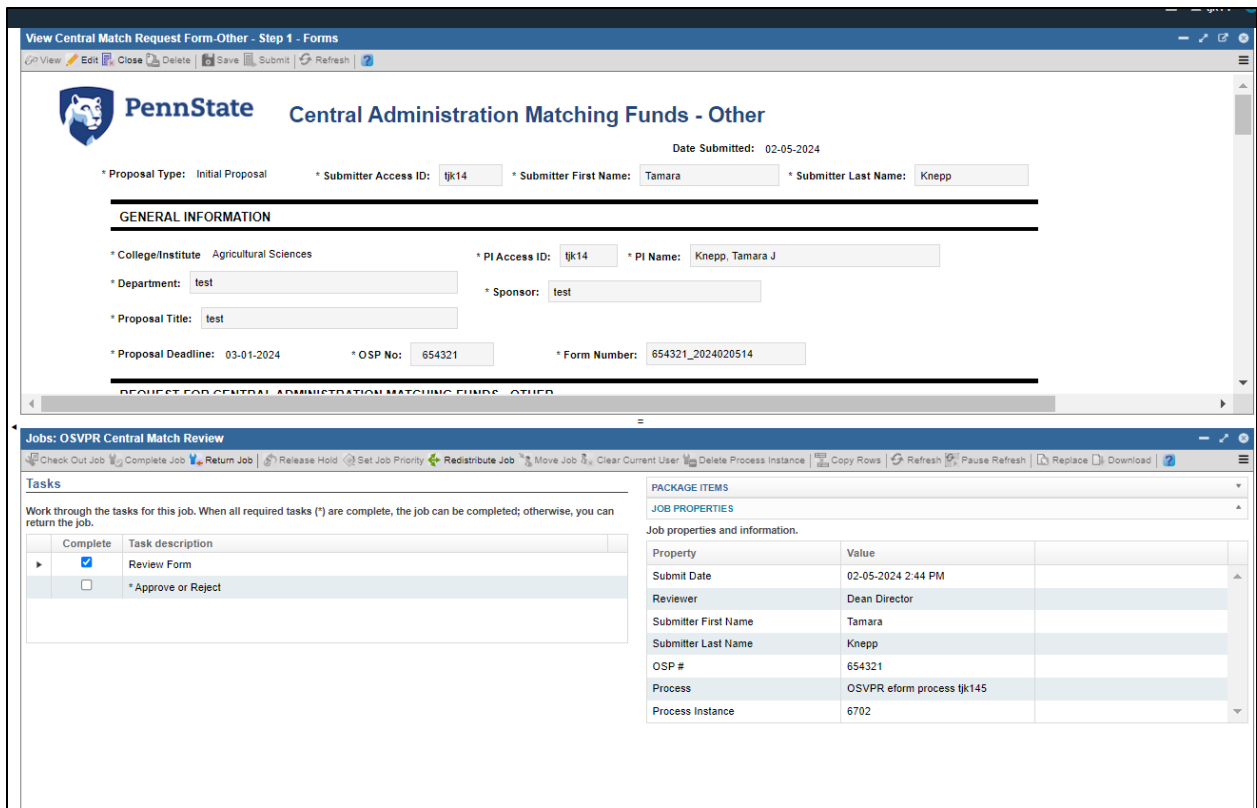 View Central Match Request Form-Other - Step 1 - Forms
View Edit Close Delete Save Submit Refresh ?
PennState Central Administration Matching Funds - Other
Date Submitted: 02-05-2024
* Proposal Type: Initial Proposal * Submitter Access ID: tjk14 * Submitter First Name: Tamara * Submitter Last Name: Knepp
GENERAL INFORMATION
* College/Institute Agricultural Sciences * PI Access ID: tjk14 * PI Name: Knepp, Tamara J
* Department: test * Sponsor: test
* Proposal Title: test
* Proposal Deadline: 03-01-2024 * OSP No: 654321 * Form Number: 654321_2024020514
REQUEST FOR CENTRAL ADMINISTRATION MATCHING FUNDS - OTHER
Jobs: OSVPR Central Match Review
Check Out Job Complete Job Return Job Release Hold Set Job Priority Redistribute Job Move Job Clear Current User Delete Process Instance Copy Rows Refresh Pause Refresh Replace Download ?
Tasks
Work through the tasks for this job. When all required tasks (*) are complete, the job can be completed; otherwise, you can
return the job.
Complete Task description
Review Form
* Approve or Reject
PACKAGE ITEMS
JOB PROPERTIES
Job properties and information.
Property Value
Submit Date 02-05-2024 2:44 PM
Reviewer Dean Director
Submitter First Name Tamara
Submitter Last Name Knepp
OSP # 654321
Process OSVPR eform process tjk145
Process Instance 6702